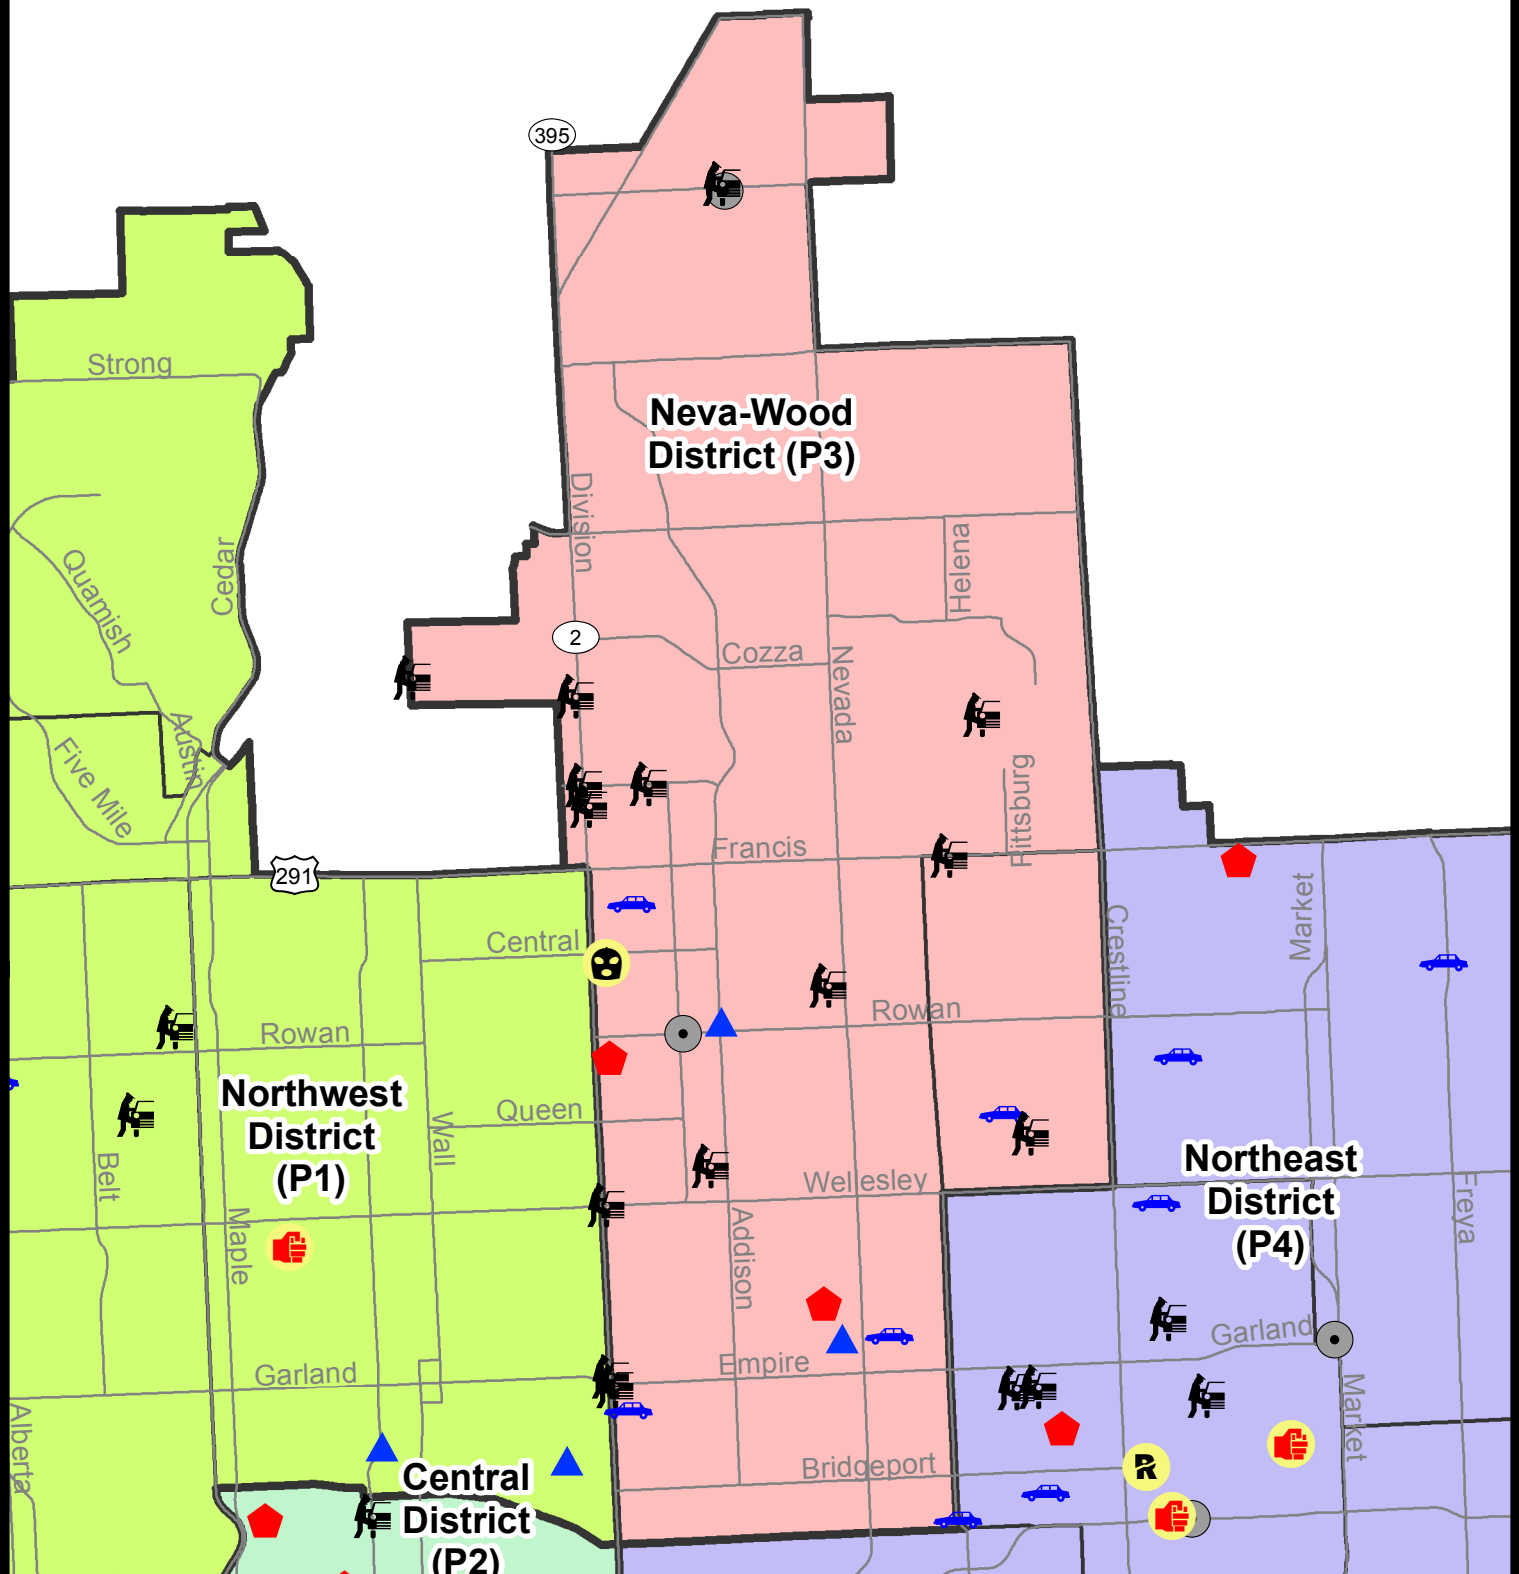 395
Strong
Neva-Wood
District (P3)
Division
Helena
Cedar
Quamish
2
Cozza
Nevada
Austin
Five Mile
Pittsburg
Francis
291
Market
Crestline
Central
Rowan
Rowan
Northwest
District
(P1)
Queen
Wall
Belt
Wellesley
Northeast
District
(P4)
Freya
Maple
Addison
Garland
Empire
Garland
Market
Alberta
Bridgeport
Central
District
(P2)
R